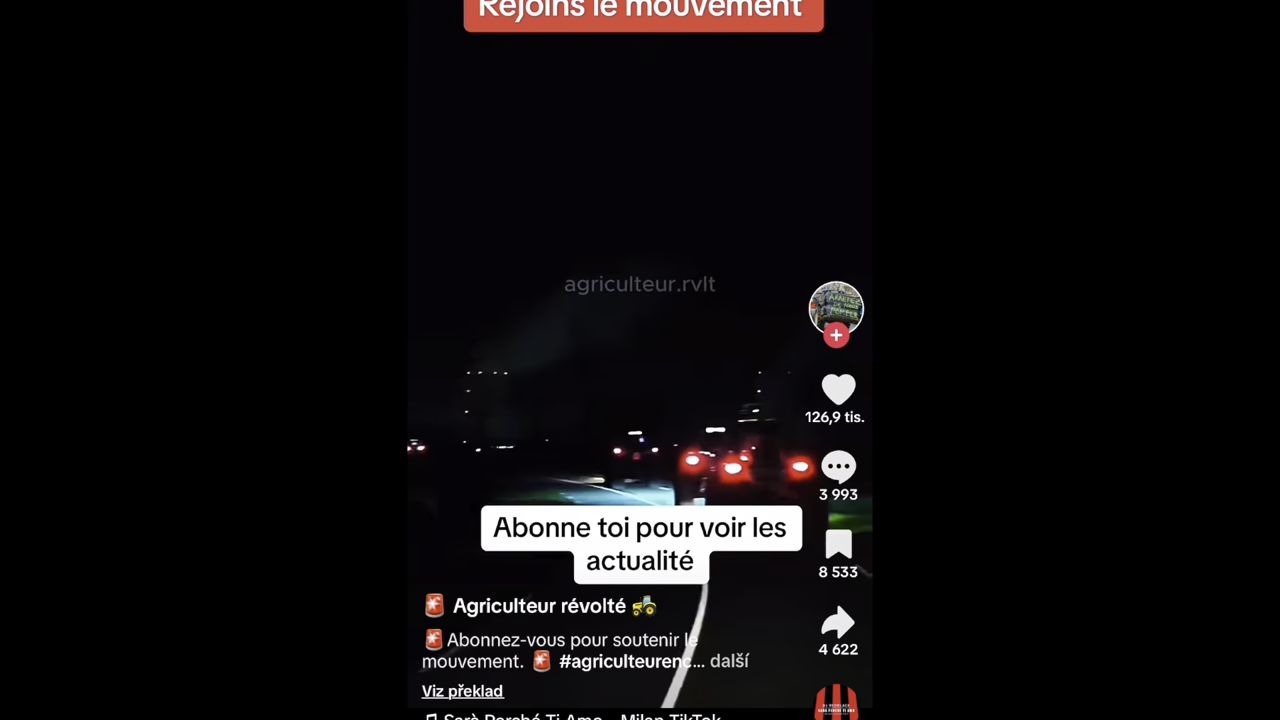 Rejoins le mouvement
agriculteur.rvlt
126,9 tis.
3 993
Abonne toi pour voir les
actualité
8 533
🚨 Agriculteur révolté 🚜
🚨Abonnez-vous pour soutenir le
mouvement. 🚨 #agriculteurenc... další
4 622
Viz překlad